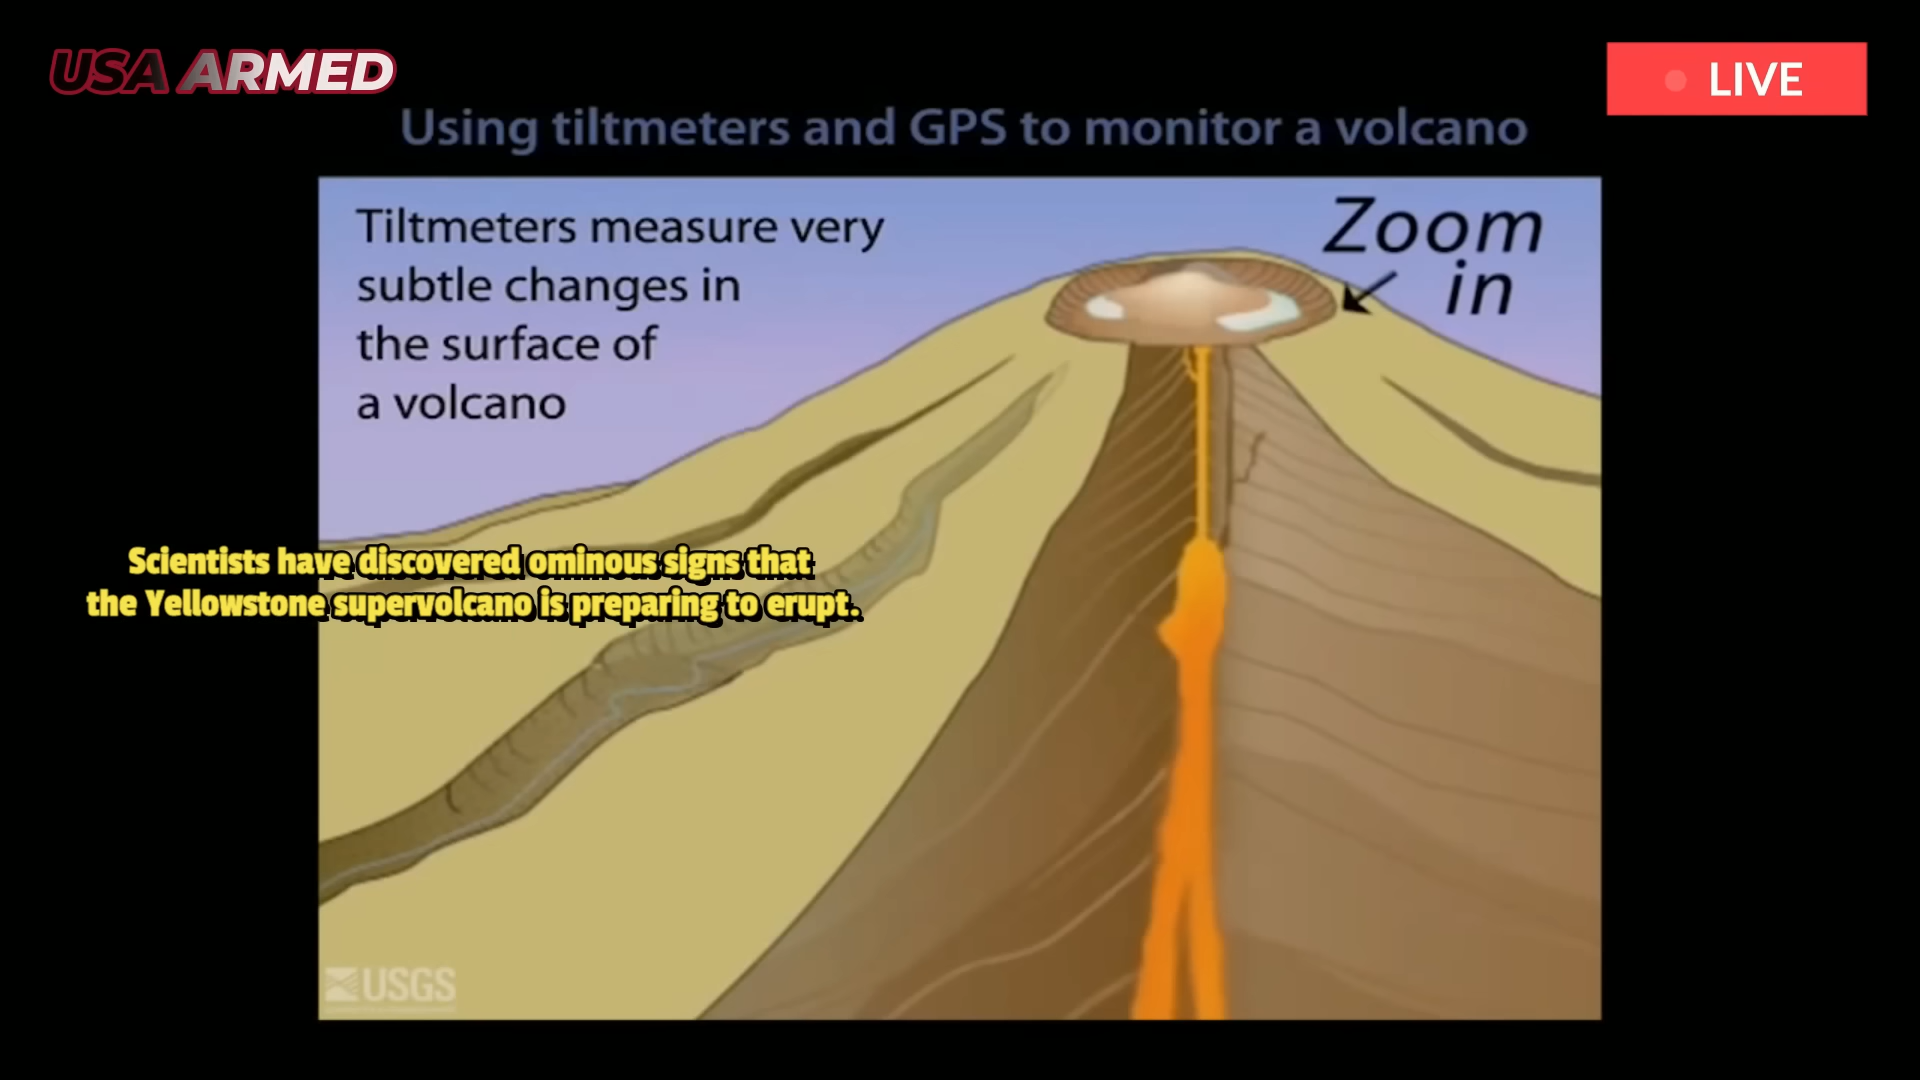 USA ARMED
LIVE
Using tiltmeters and GPS to monitor a volcano
Tiltmeters measure very
subtle changes in
the surface of
a volcano
Zoom
in
Scientists have discovered ominous signs that
the Yellowstone supervolcano is preparing to erupt.
USGS